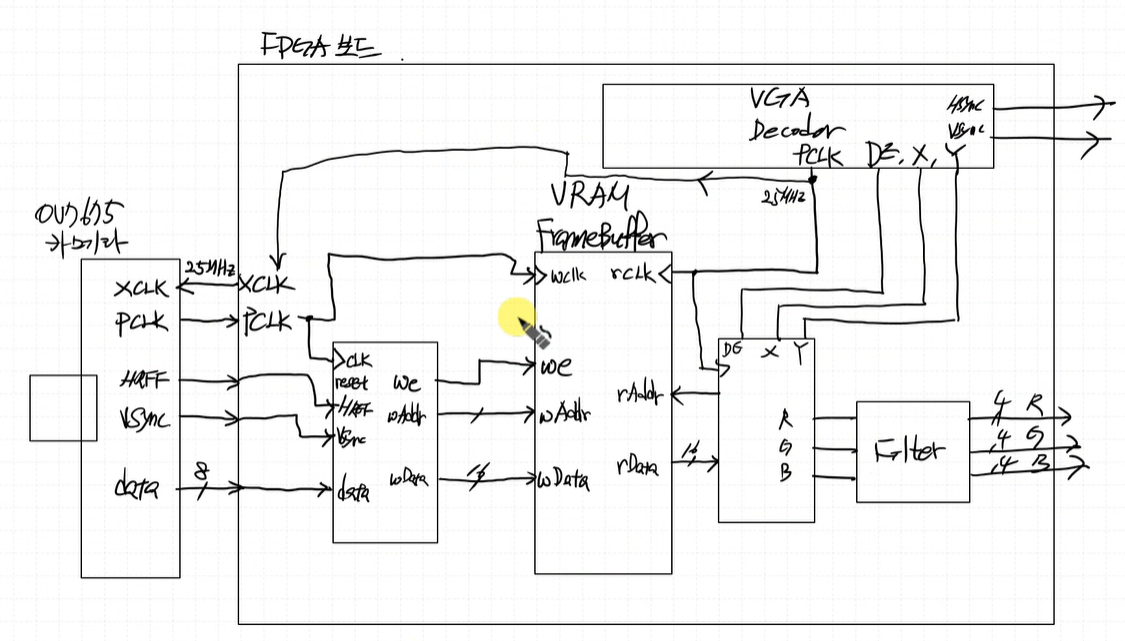 FPGA 보드
VGA
Decoder
HSync
VSync
PCLK
DE, X, Y
25MHz
VRAM
FrameBuffer
OV7675
카메라
XCLK
25MHz
XCLK
PCLK
PCLK
wclk
rCLK
CLK
reset
we
we
DE
X
Y
HREF
HREF
wAddr
wAddr
rAddr
VSync
VSync
R
4
R
G
Filter
4
G
B
4
B
data
8
data
wData
16
wData
rData
16